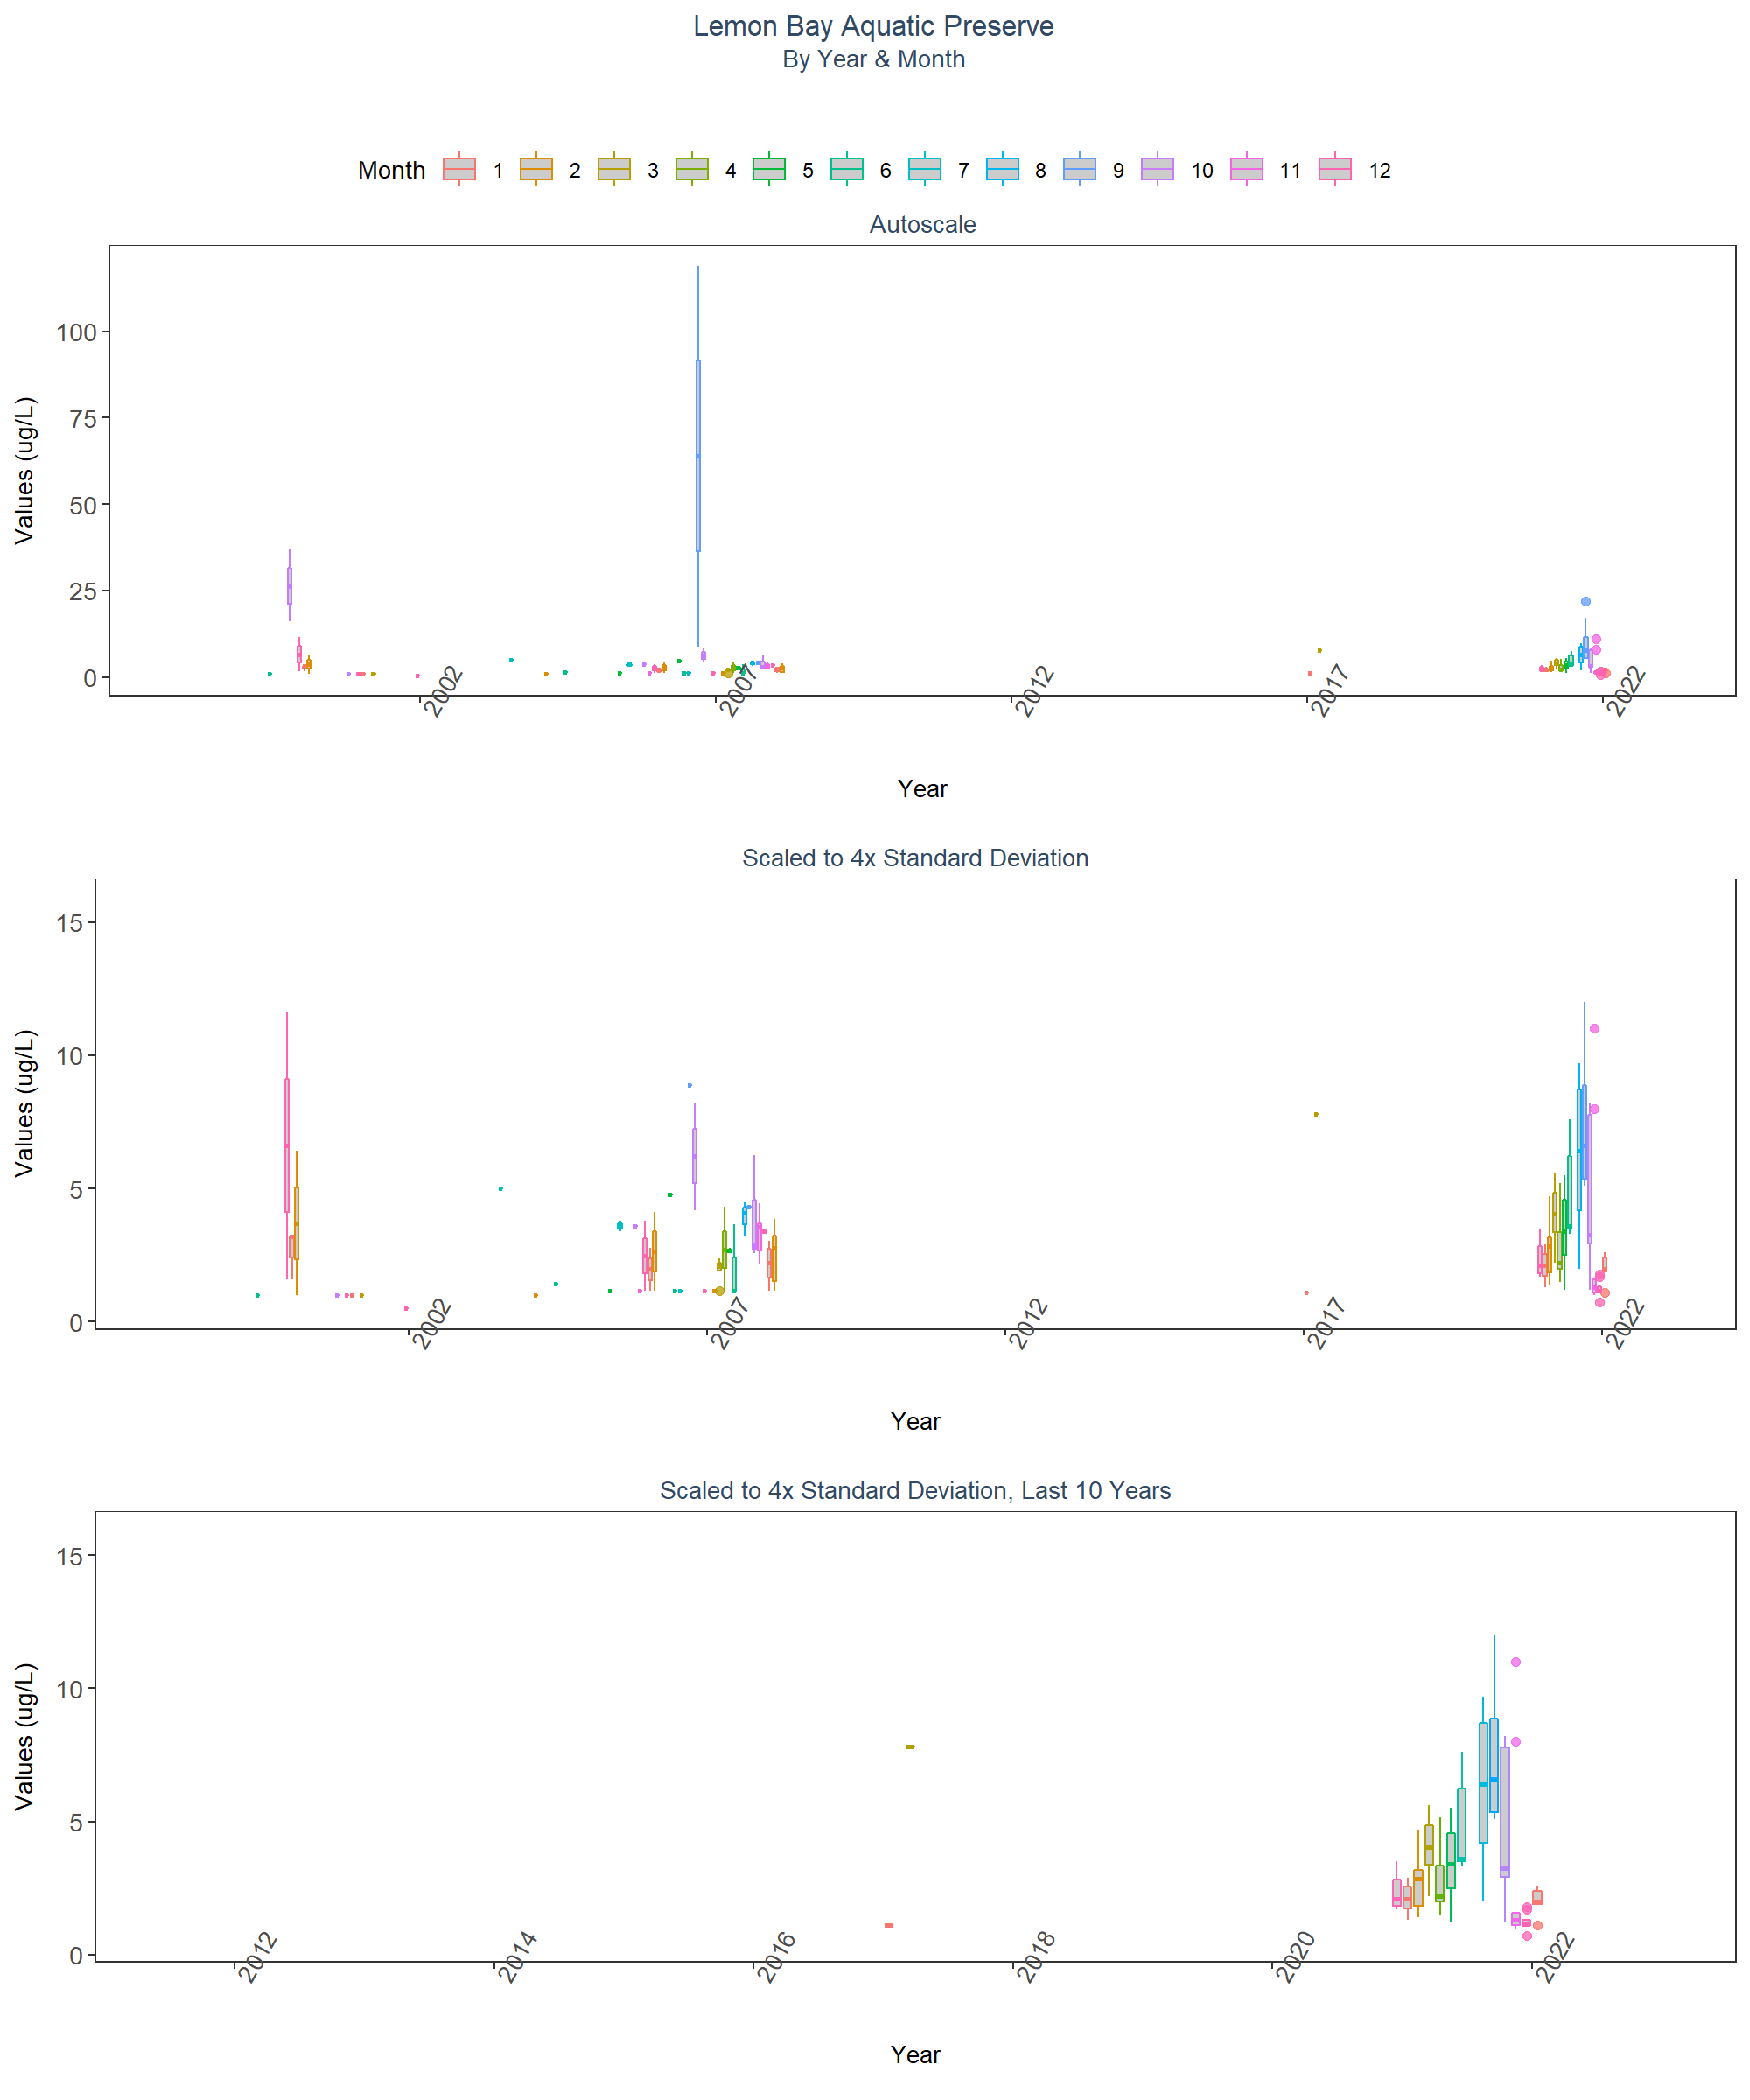 Lemon Bay Aquatic Preserve
By Year & Month
Month 1 2 3 4 5 6 7 8 9 10 11 12
Autoscale
Values (ug/L)
100
75
50
25
0
2002 2007 2012 2017 2022
Year
Scaled to 4x Standard Deviation
Values (ug/L)
15
10
5
0
2002 2007 2012 2017 2022
Year
Scaled to 4x Standard Deviation, Last 10 Years
Values (ug/L)
15
10
5
0
2012 2014 2016 2018 2020 2022
Year